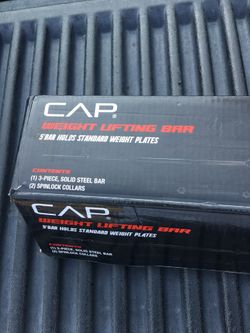 CAP®
WEIGHT LIFTING BAR
5'BAR HOLDS STANDARD WEIGHT PLATES
CONTENTS
(1) 3-PIECE, SOLID STEEL BAR
(2) SPINLOCK COLLARS
CAP®
WEIGHT LIFTING BAR
5'BAR HOLDS STANDARD WEIGHT PLATES
CONTENTS
(1) 3-PIECE, SOLID STEEL BAR
(2) SPINLOCK COLLARS